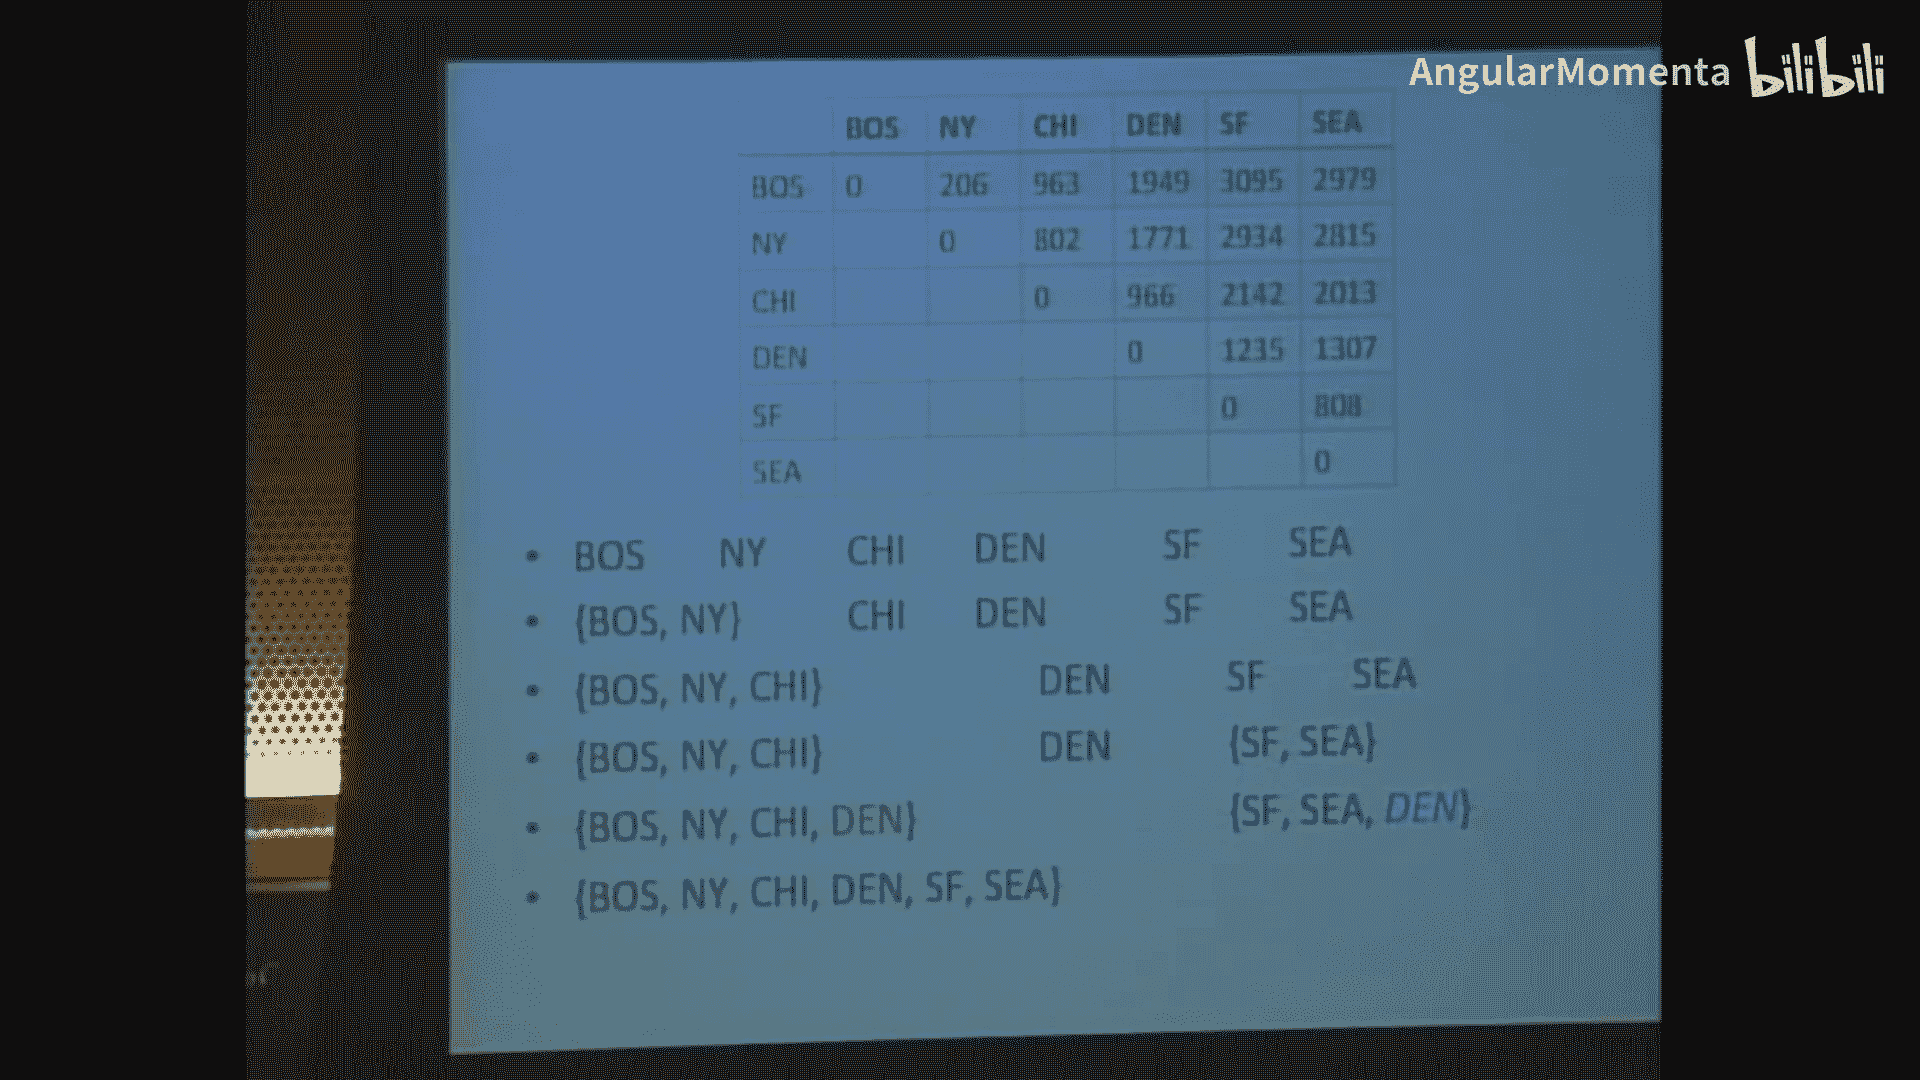 AngularMomenta bilibili
BOS NY CHI DEN SF SEA
BOS 0 206 963 1949 3095 2979
NY 0 802 1771 2934 2815
CHI 0 966 2142 2013
DEN 0 1235 1307
SF 0 808
SEA 0
• BOS NY CHI DEN SF SEA
• {BOS, NY} CHI DEN SF SEA
• {BOS, NY, CHI} DEN SF SEA
• {BOS, NY, CHI} DEN {SF, SEA}
• {BOS, NY, CHI, DEN} {SF, SEA, DEN}
• {BOS, NY, CHI, DEN, SF, SEA}